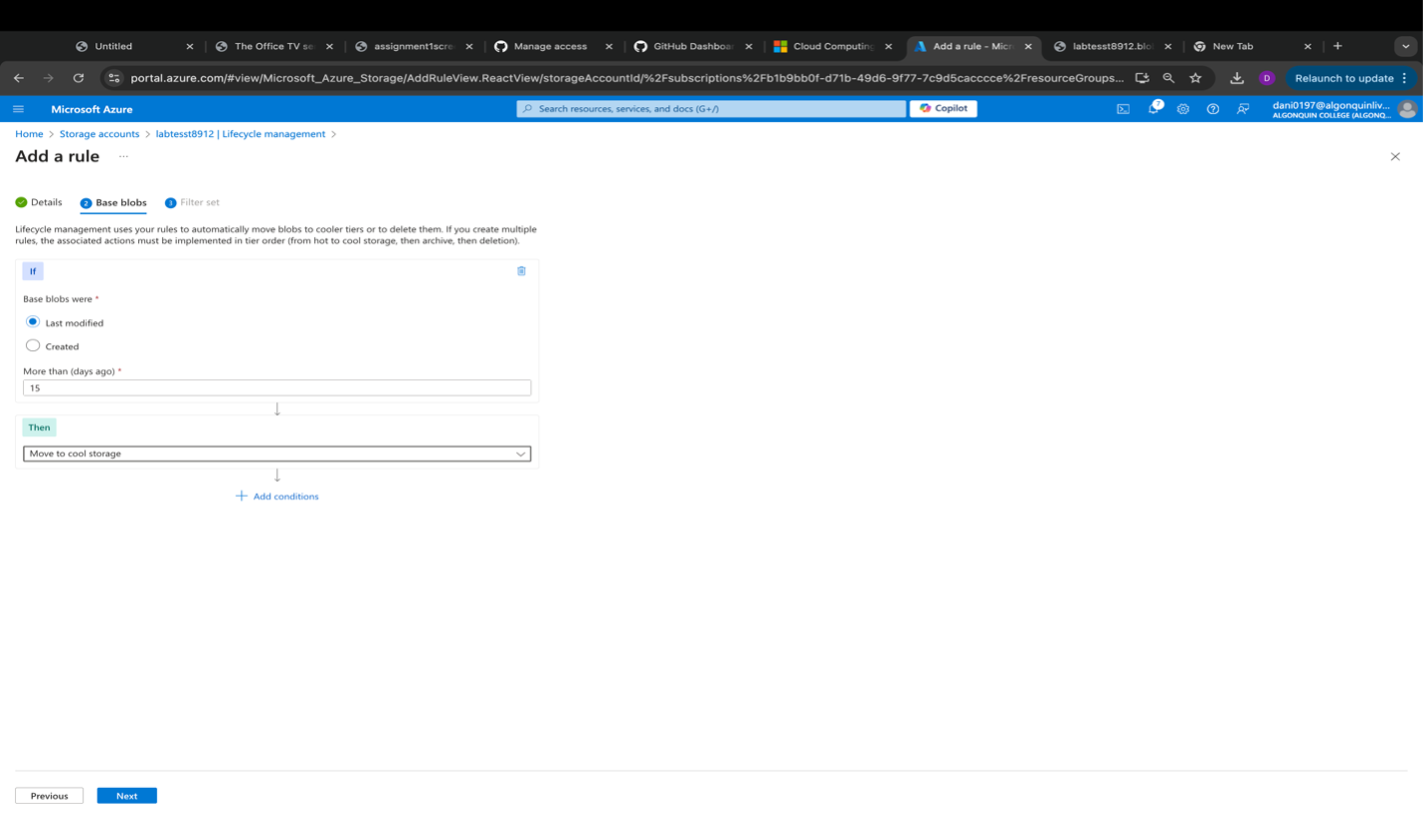 Untitled
The Office TV se
assignment1scre
Manage access
GitHub Dashboar
Cloud Computing
Add a rule - Micr
labtesst8912.blo
New Tab
portal.azure.com/#view/Microsoft_Azure_Storage/AddRuleView.ReactView/storageAccountId/%2Fsubscriptions%2Fb1b9bb0f-d71b-49d6-9f77-7c9d5cacccce%2FresourceGroups...
D
Relaunch to update
Microsoft Azure
Search resources, services, and docs (G+/)
Copilot
7
dani0197@algonquinliv...
ALGONQUIN COLLEGE (ALGONQ...
Home > Storage accounts > labtesst8912 | Lifecycle management >
Add a rule ...
Details
2 Base blobs
3 Filter set
Lifecycle management uses your rules to automatically move blobs to cooler tiers or to delete them. If you create multiple
rules, the associated actions must be implemented in tier order (from hot to cool storage, then archive, then deletion).
If
Base blobs were *
Last modified
Created
More than (days ago) *
15
Then
Move to cool storage
+ Add conditions
Previous
Next